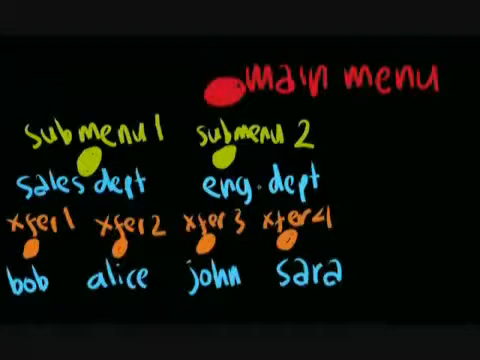 main menu
submenu 1 submenu 2
sales dept eng. dept
xfer 1 xfer 2 xfer 3 xfer 4
bob alice john sara